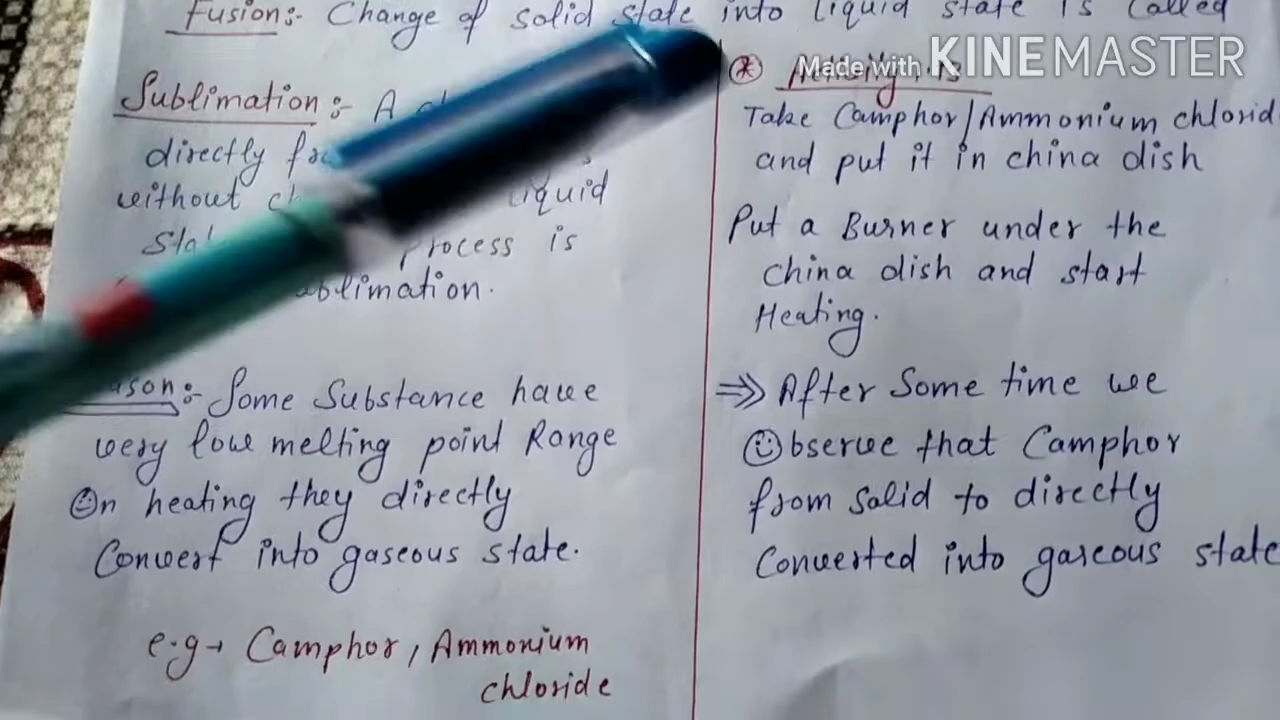 Fusion:- Change of solid state into liquid state is called
Sublimation:- A
directly
without liquid
process is
sublimation.
Reason:- Some Substance have
very low melting point Range
On heating they directly
Convert into gaseous state.
e.g→ Camphor, Ammonium
chloride
Made with KINEMASTER
Take Camphor/Ammonium chlorid
and put it in china dish
Put a Burner under the
China dish and start
Heating.
⇒ After Some time we
Observe that Camphor
from solid to directly
Converted into gaseous state